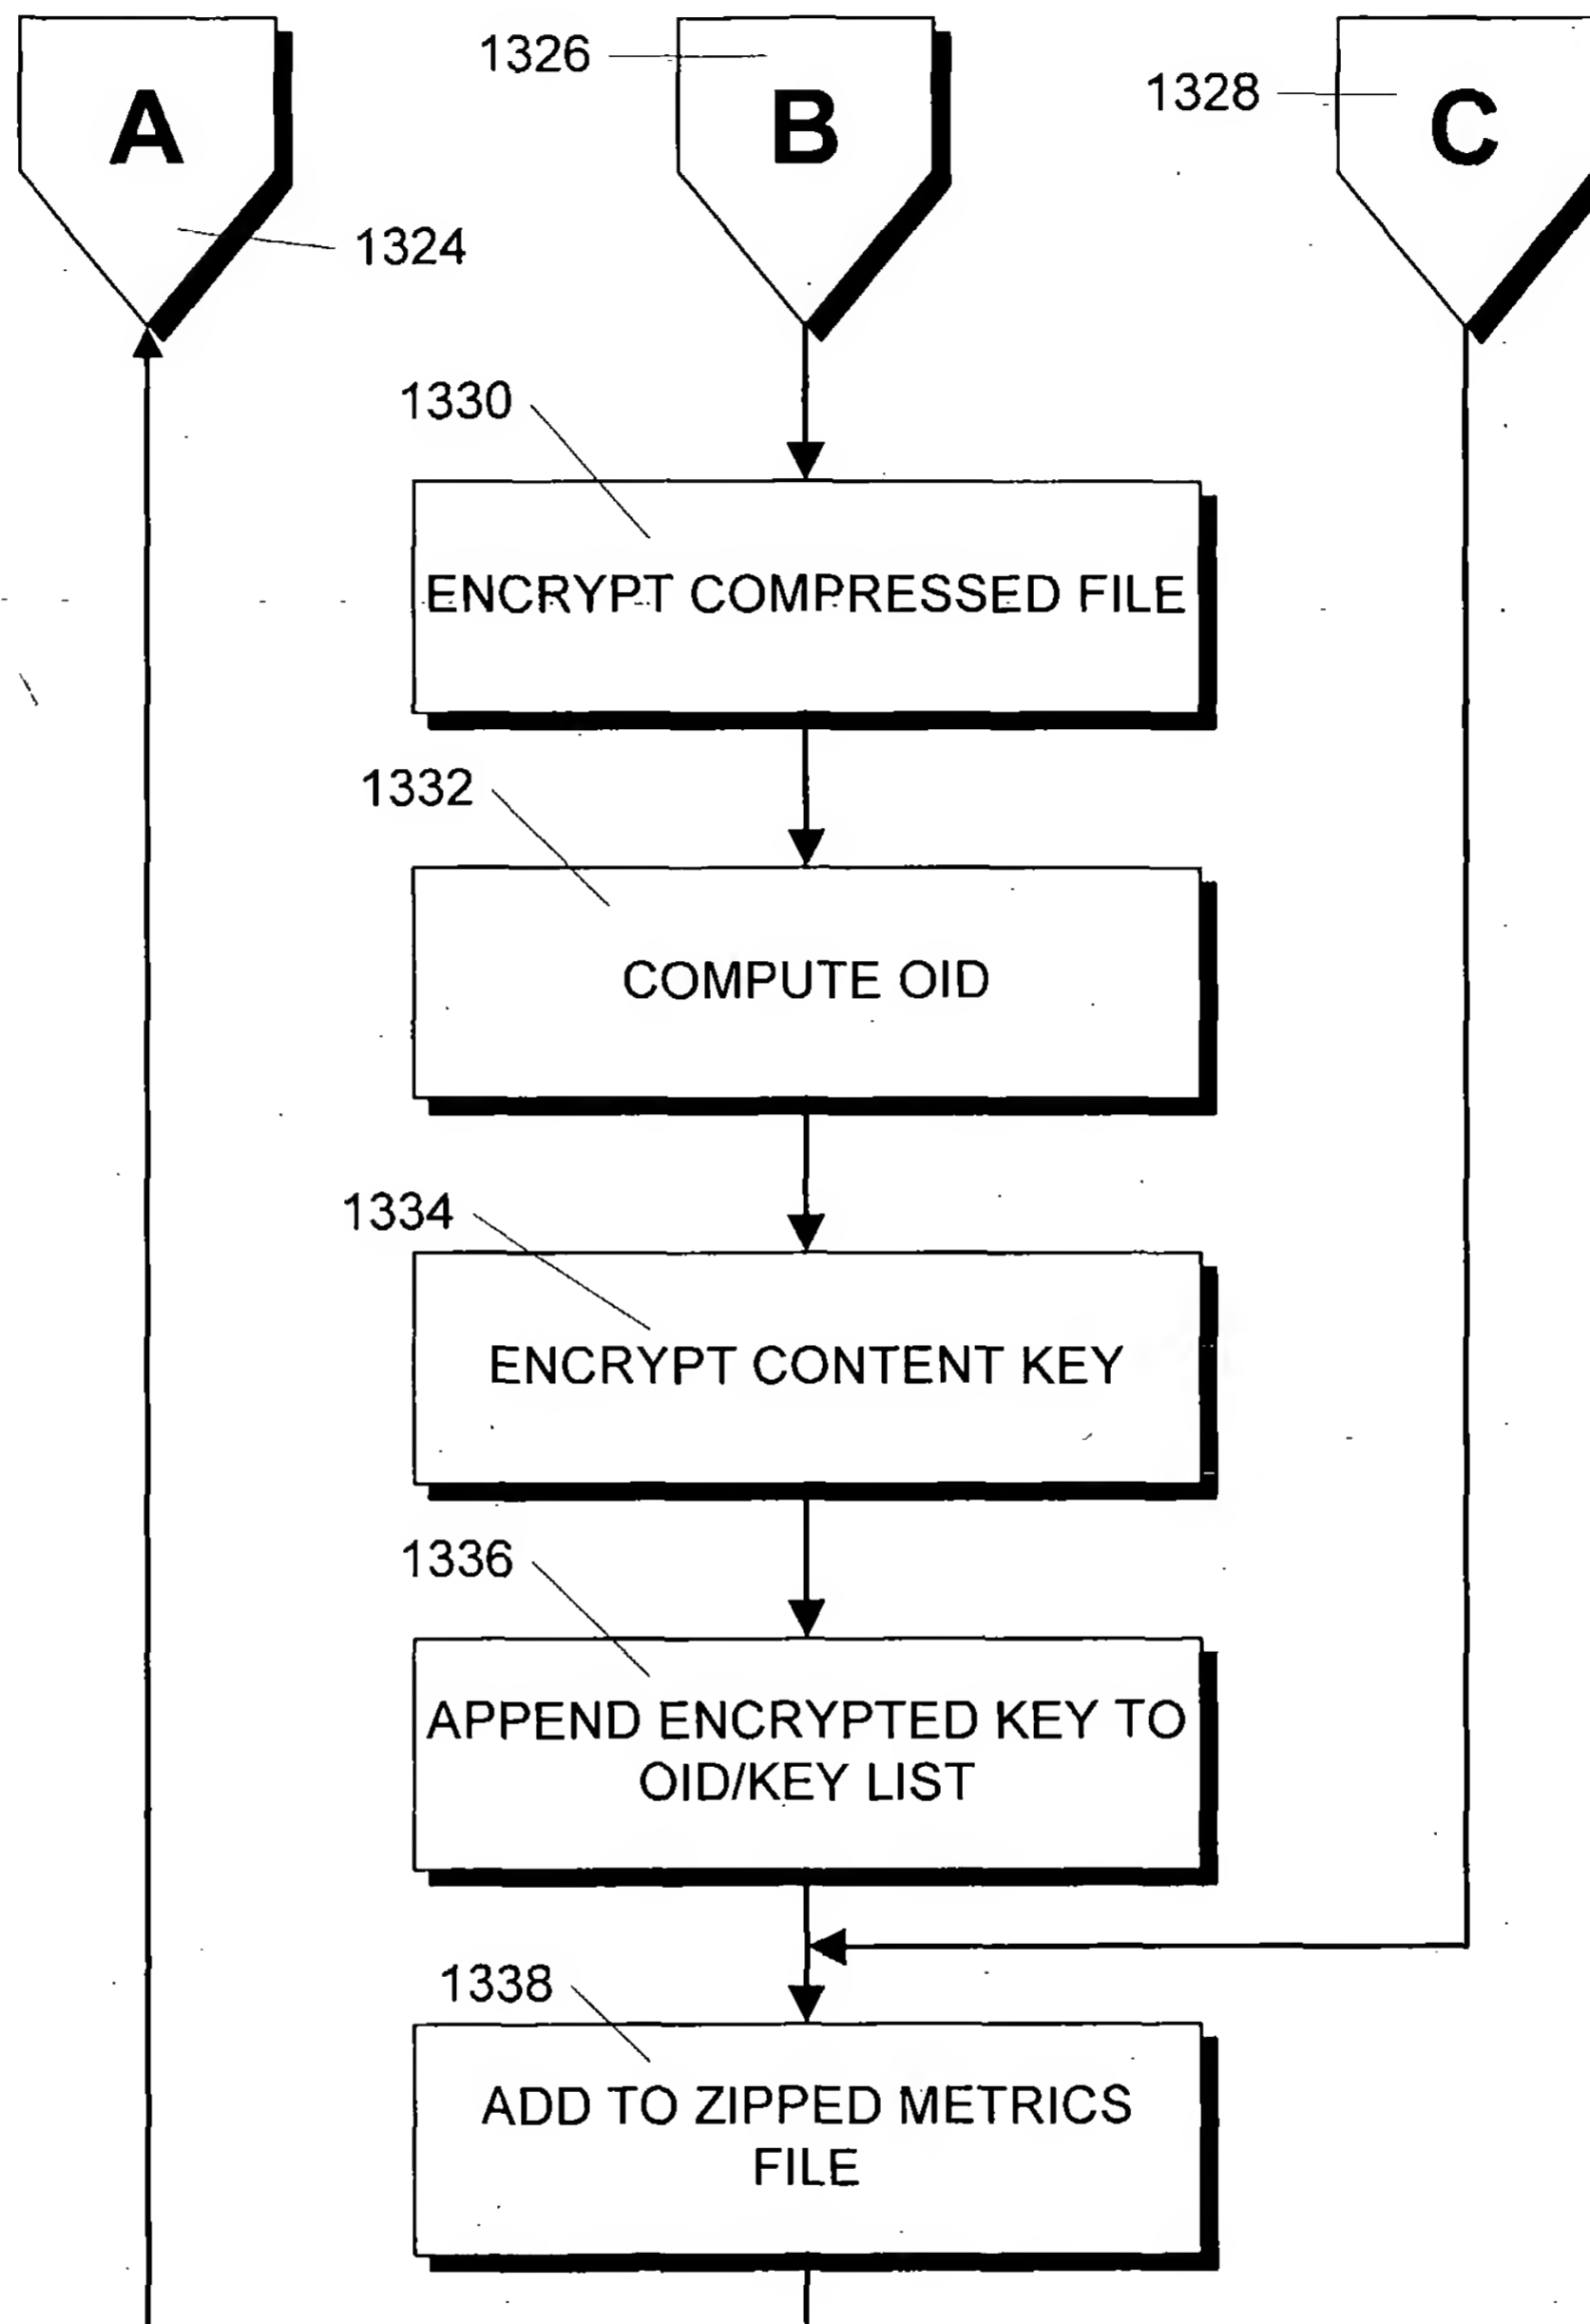 A
1326
B
1328
C
1324
1330
ENCRYPT COMPRESSED FILE
1332
COMPUTE OID
1334
ENCRYPT CONTENT KEY
1336
APPEND ENCRYPTED KEY TO
OID/KEY LIST
1338
ADD TO ZIPPED METRICS
FILE